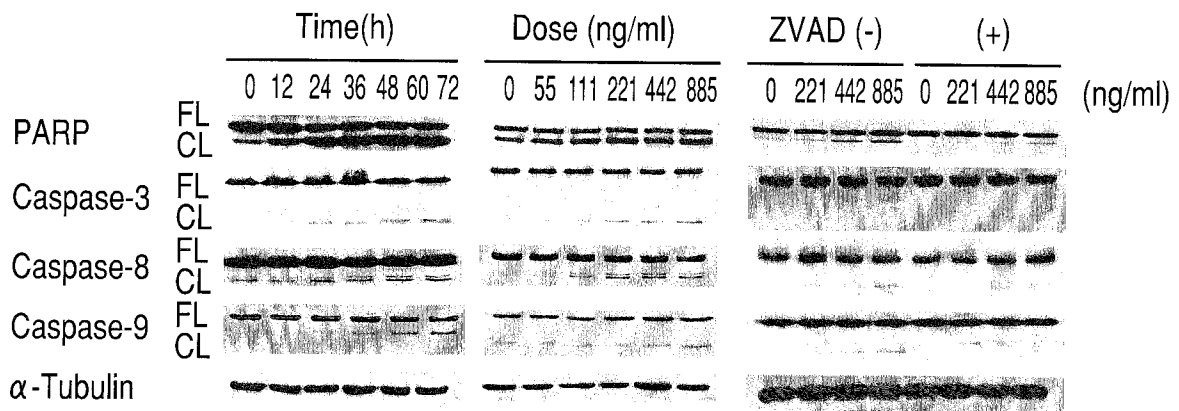 Time(h) Dose (ng/ml) ZVAD (-) (+)
0 12 24 36 48 60 72 0 55 111 221 442 885 0 221 442 885 0 221 442 885 (ng/ml)
PARP FL
CL
Caspase-3 FL
CL
Caspase-8 FL
CL
Caspase-9 FL
CL
α-Tubulin